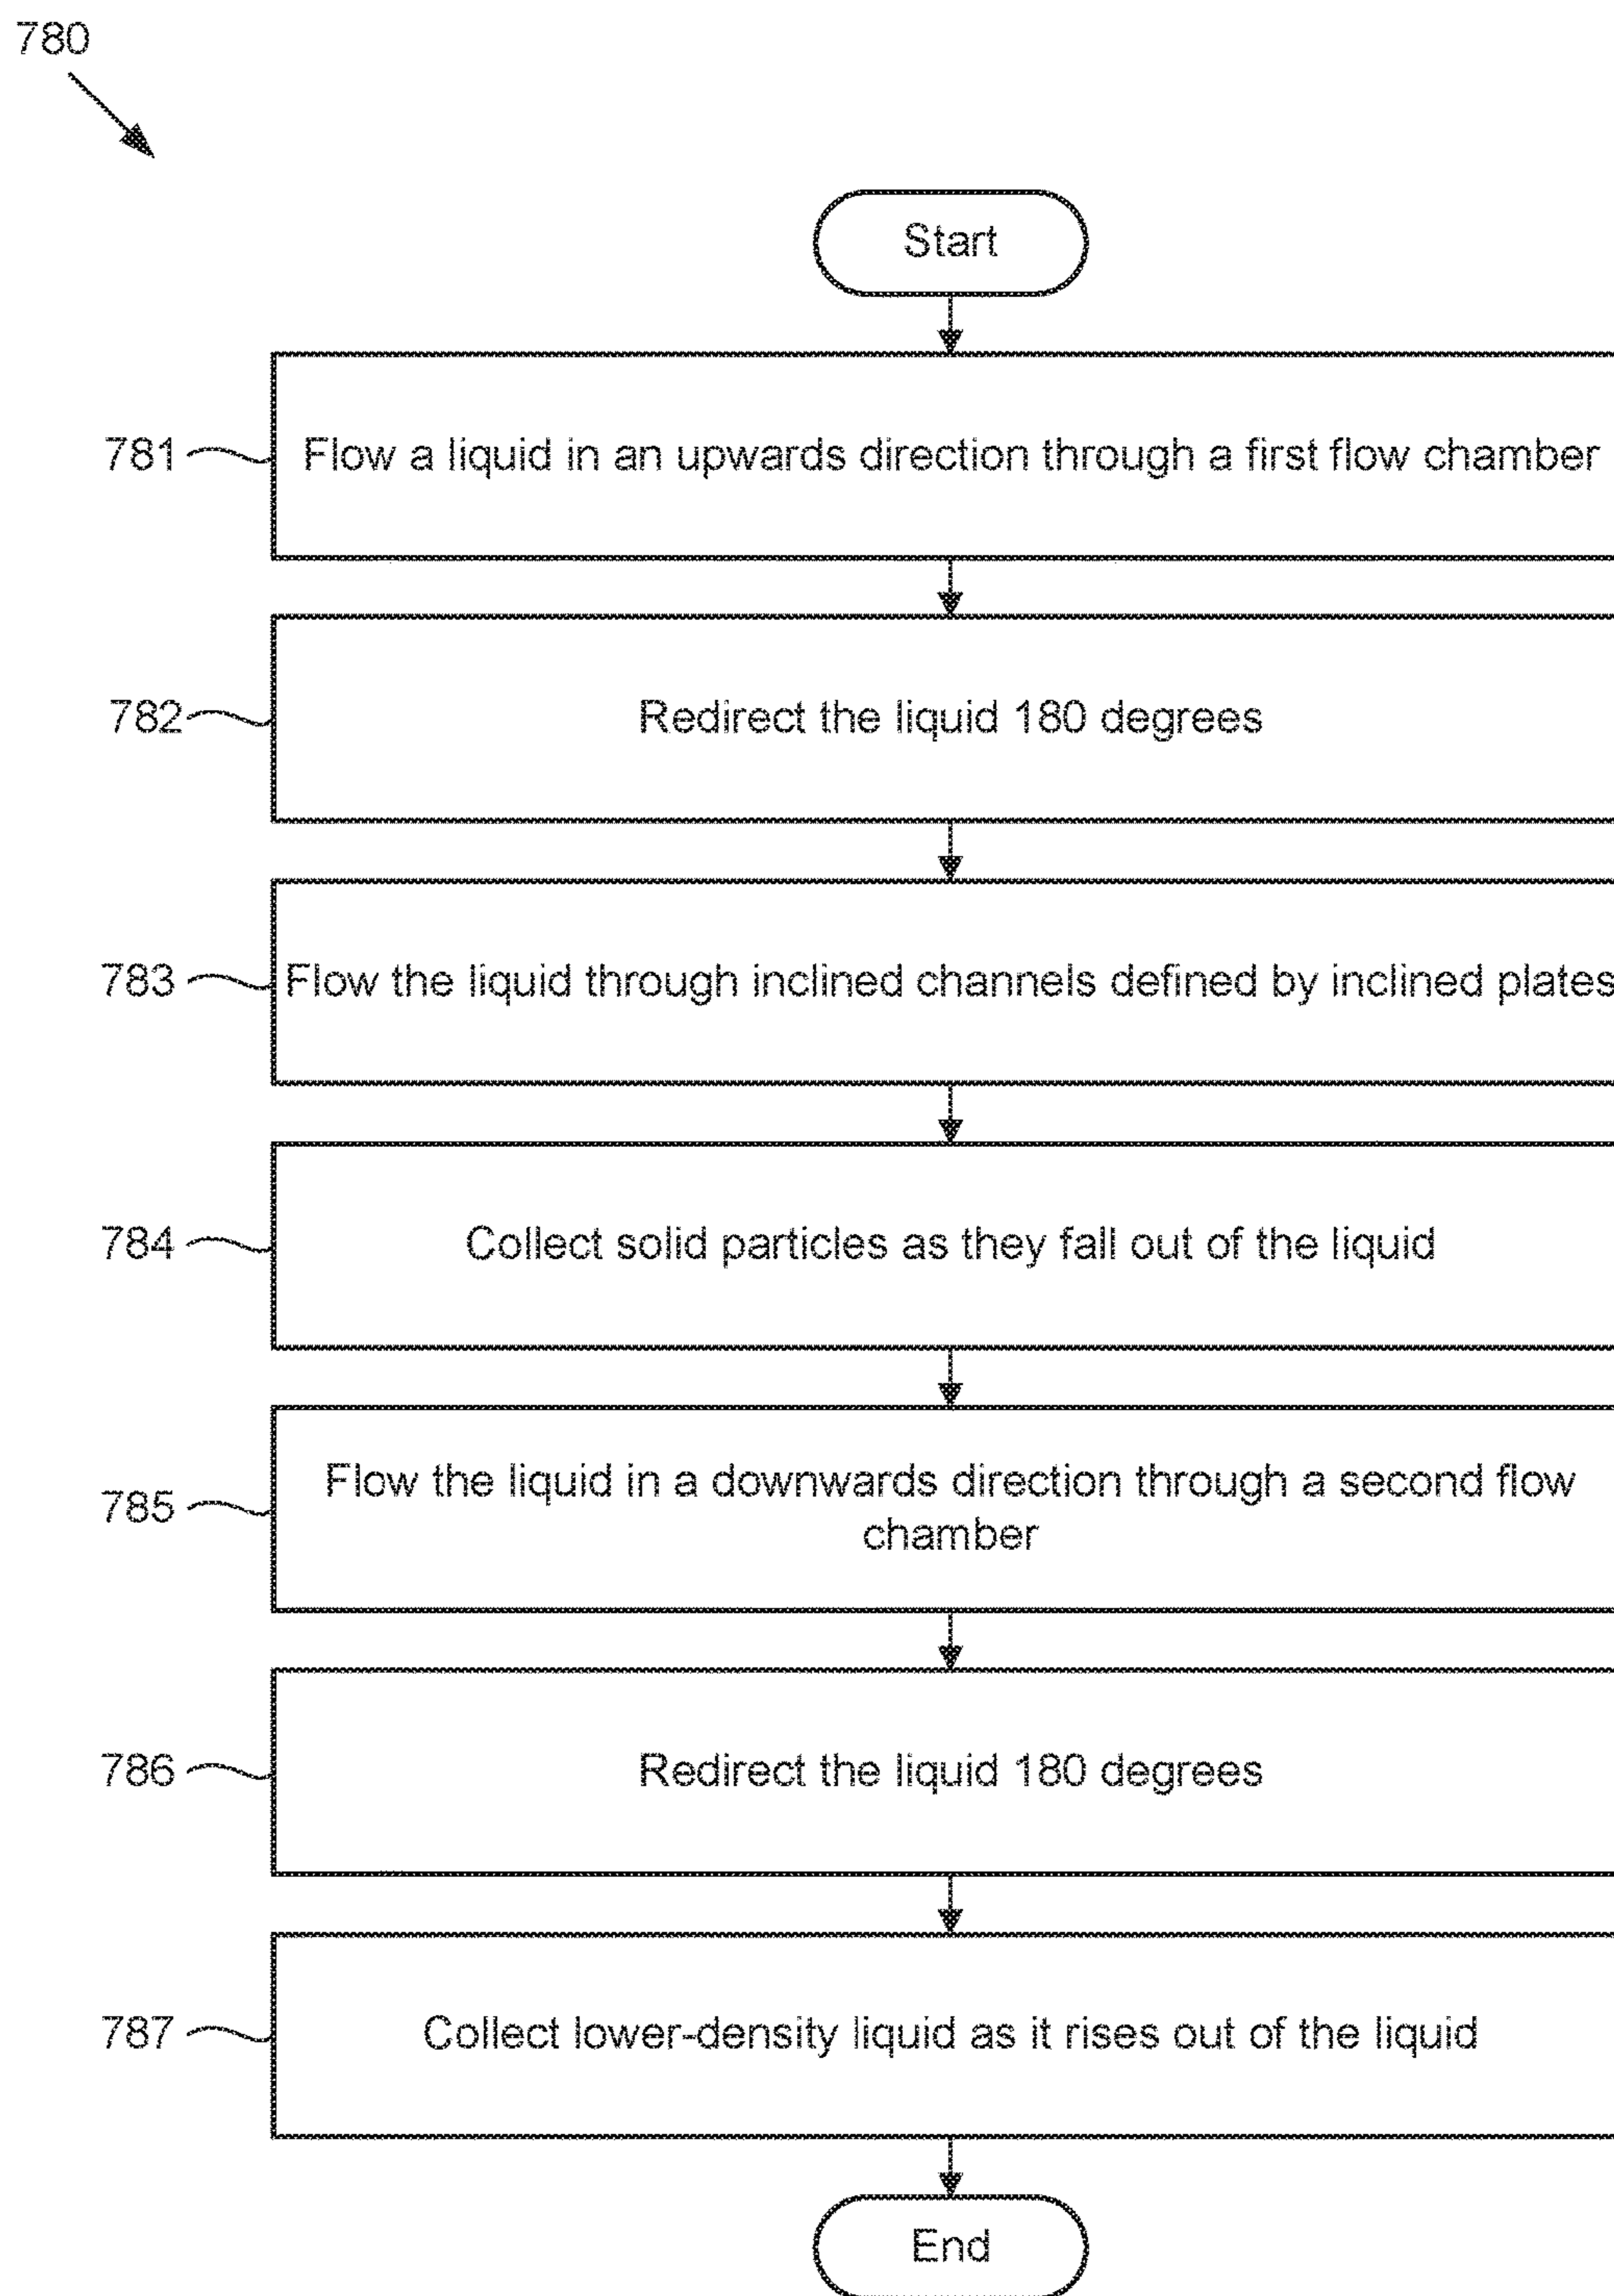 780
Start
781 Flow a liquid in an upwards direction through a first flow chamber
782 Redirect the liquid 180 degrees
783 Flow the liquid through inclined channels defined by inclined plates
784 Collect solid particles as they fall out of the liquid
785 Flow the liquid in a downwards direction through a second flow
chamber
786 Redirect the liquid 180 degrees
787 Collect lower-density liquid as it rises out of the liquid
End